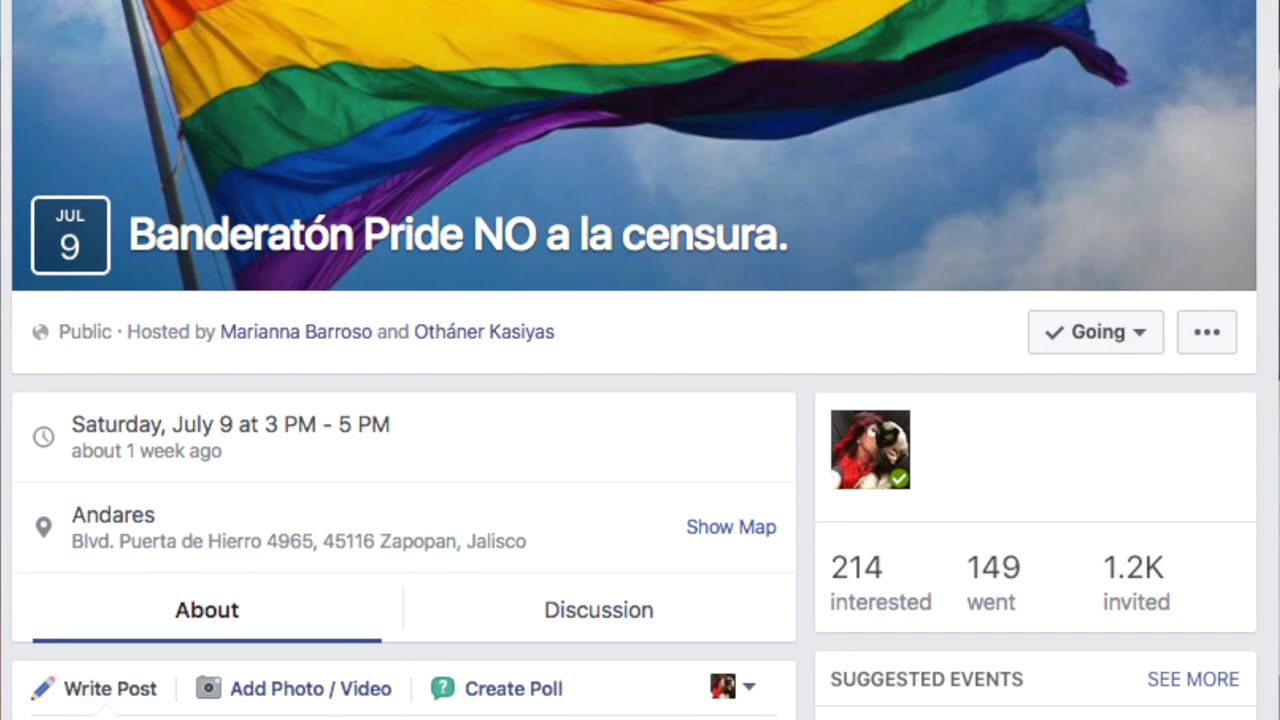 JUL
9
Banderatón Pride NO a la censura.
Public · Hosted by Marianna Barroso and Otháner Kasiyas
Going
Saturday, July 9 at 3 PM - 5 PM
about 1 week ago
Andares
Blvd. Puerta de Hierro 4965, 45116 Zapopan, Jalisco
Show Map
About
Discussion
214
interested
149
went
1.2K
invited
Write Post
Add Photo / Video
Create Poll
SUGGESTED EVENTS
SEE MORE